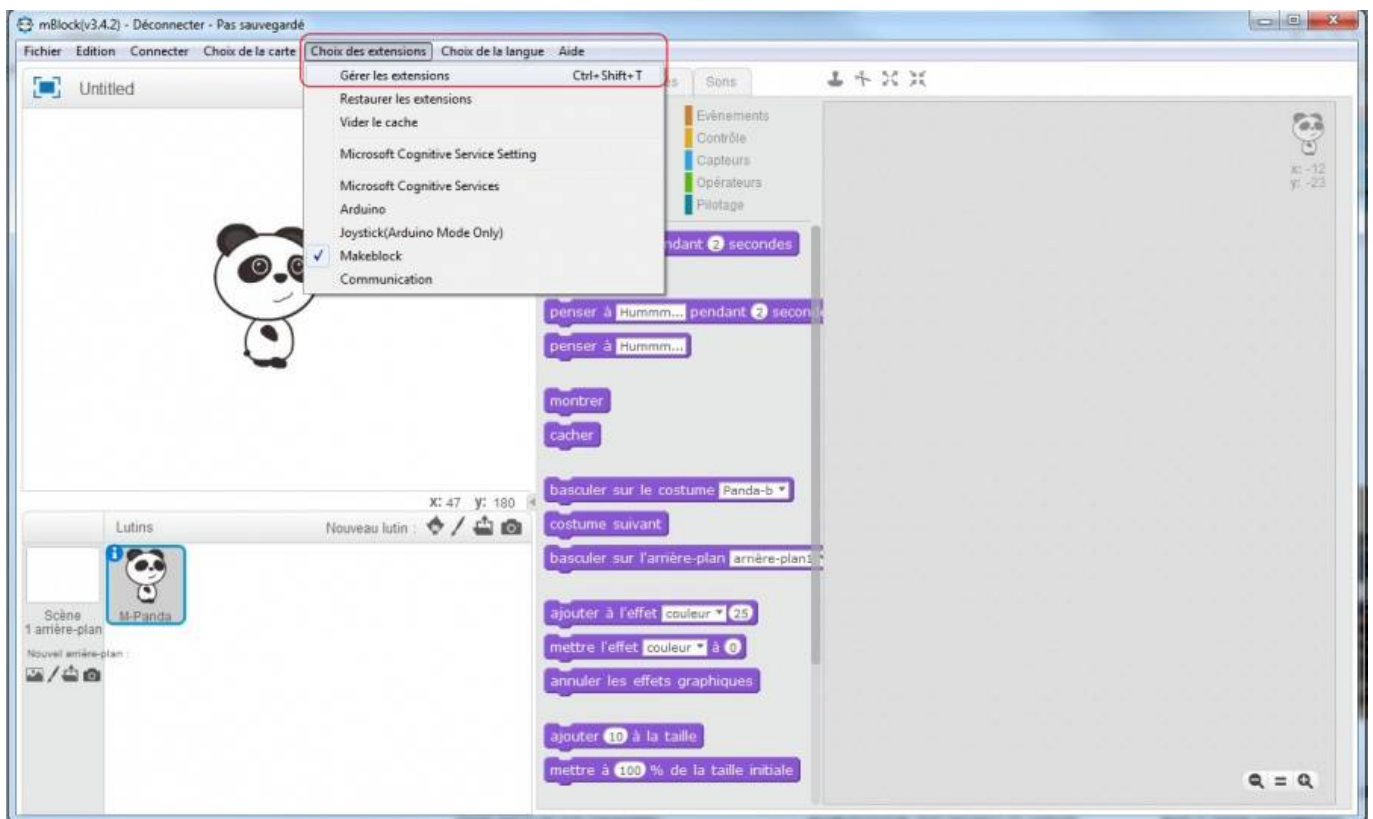 mBlock(v3.4.2) - Déconnecter - Pas sauvegardé
Fichier Edition Connecter Choix de la carte Choix des extensions Choix de la langue Aide
Untitled
Gérer les extensions Ctrl+Shift+T
Restaurer les extensions
Vider le cache
Microsoft Cognitive Service Setting
Microsoft Cognitive Services
Arduino
Joystick(Arduino Mode Only)
Makeblock
Communication
Sons
Evènements
Contrôle
Capteurs
Opérateurs
Pilotage
x: -12
y: -23
2 secondes
penser à Hummm... pendant 2
penser à Hummm...
montrer
cacher
basculer sur le costume Panda-b
costume suivant
basculer sur l'arrière-plan arrière-plan1
ajouter à l'effet couleur 25
mettre l'effet couleur à 0
annuler les effets graphiques
ajouter 10 à la taille
mettre à 100 % de la taille initiale
X: 47 y: 180
Lutins Nouveau lutin :
Scène
1 arrière-plan
M-Panda
Nouvel arrière-plan :